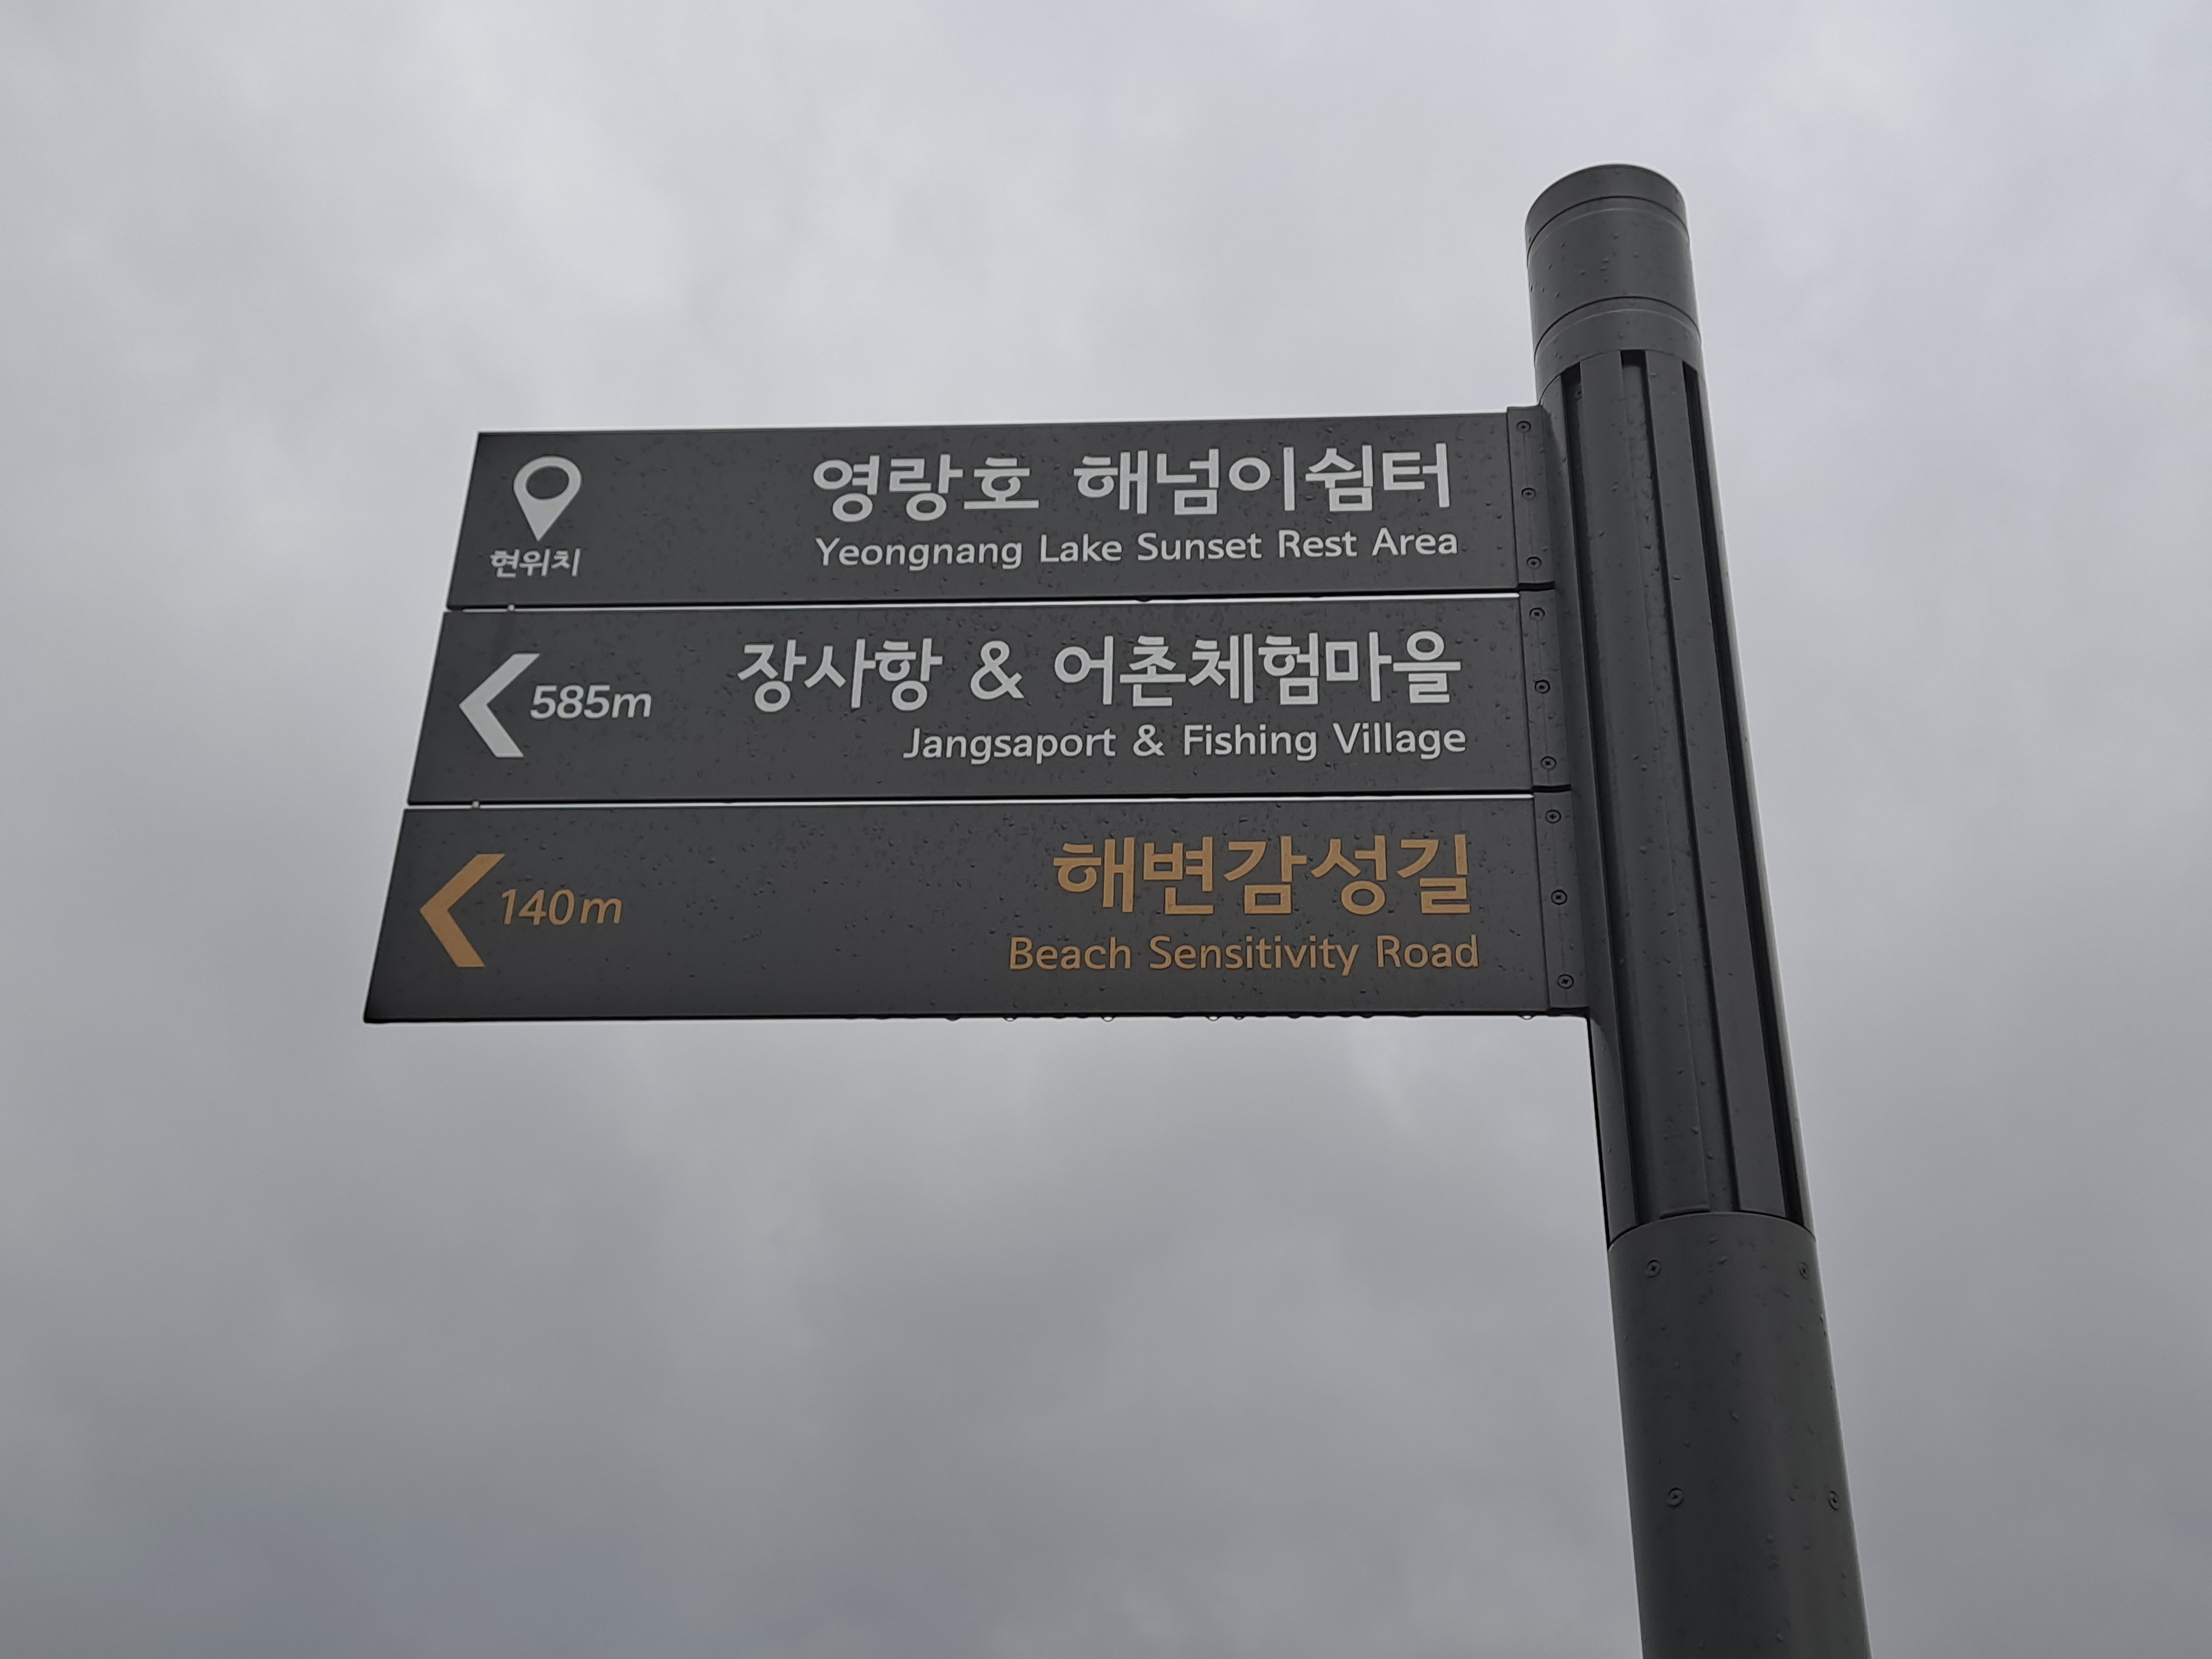 영랑호 해넘이쉼터
Yeongnang Lake Sunset Rest Area
현위치
장사항 & 어촌체험마을
585m
Jangsaport & Fishing Village
해변감성길
140m
Beach Sensitivity Road